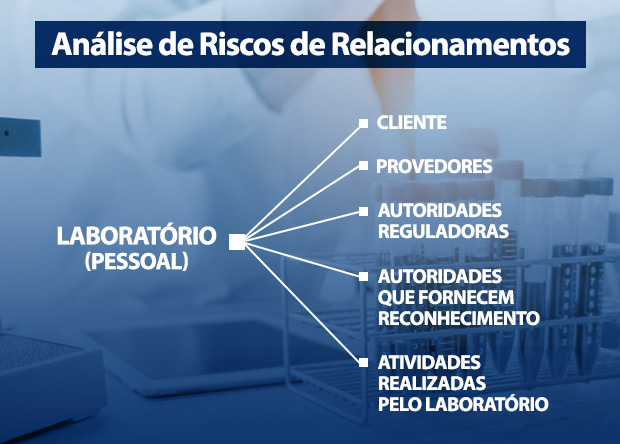 Análise de Riscos de Relacionamentos
CLIENTE
PROVEDORES
AUTORIDADES
REGULADORAS
LABORATÓRIO
(PESSOAL)
AUTORIDADES
QUE FORNECEM
RECONHECIMENTO
ATIVIDADES
REALIZADAS
PELO LABORATÓRIO